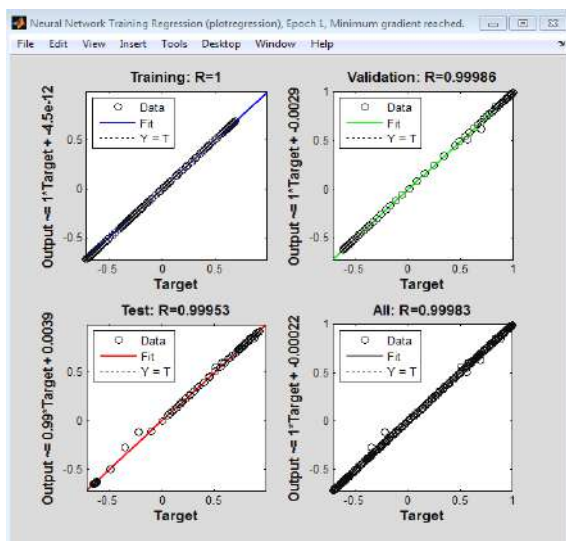 Neural Network Training Regression (plotregression), Epoch 1, Minimum gradient reached.
File Edit View Insert Tools Desktop Window Help
Training: R=1
Output ~= 1*Target + -4.5e-12
Data
Fit
Y = T
0.5
0
-0.5
-0.5 0 0.5
Target
Validation: R=0.99986
Output ~= 1*Target + -0.0029
Data
Fit
Y = T
1
0.5
0
-0.5
-0.5 0 0.5 1
Target
Test: R=0.99953
Output ~= 0.99*Target + 0.0039
Data
Fit
Y = T
0.5
0
-0.5
-0.5 0 0.5
Target
All: R=0.99983
Output ~= 1*Target + -0.00022
Data
Fit
Y = T
1
0.5
0
-0.5
-0.5 0 0.5 1
Target